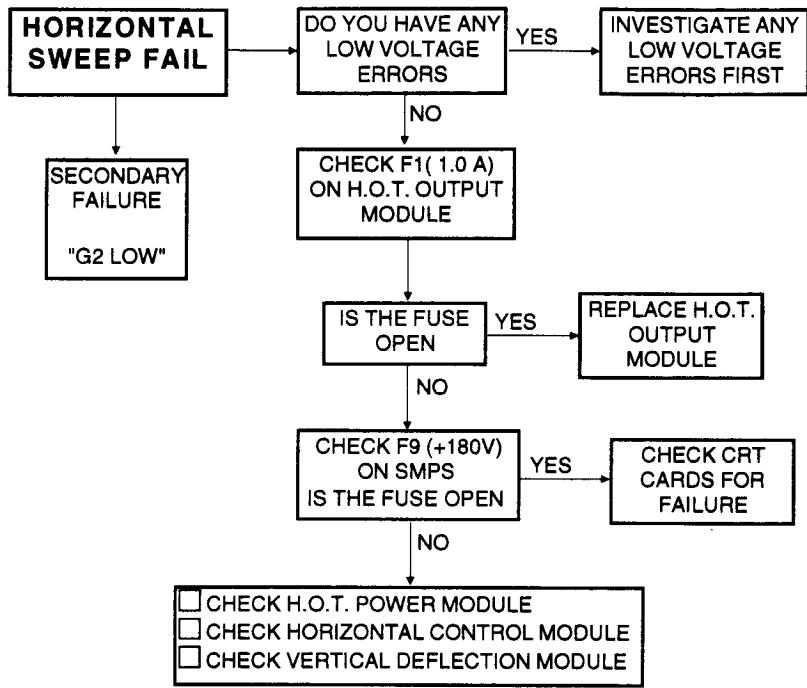 HORIZONTAL
SWEEP FAIL
DO YOU HAVE ANY
LOW VOLTAGE
ERRORS
YES
INVESTIGATE ANY
LOW VOLTAGE
ERRORS FIRST
NO
SECONDARY
FAILURE
"G2 LOW"
CHECK F1( 1.0 A)
ON H.O.T. OUTPUT
MODULE
IS THE FUSE
OPEN
YES
REPLACE H.O.T.
OUTPUT
MODULE
NO
CHECK F9 (+180V)
ON SMPS
IS THE FUSE OPEN
YES
CHECK CRT
CARDS FOR
FAILURE
NO
CHECK H.O.T. POWER MODULE
CHECK HORIZONTAL CONTROL MODULE
CHECK VERTICAL DEFLECTION MODULE